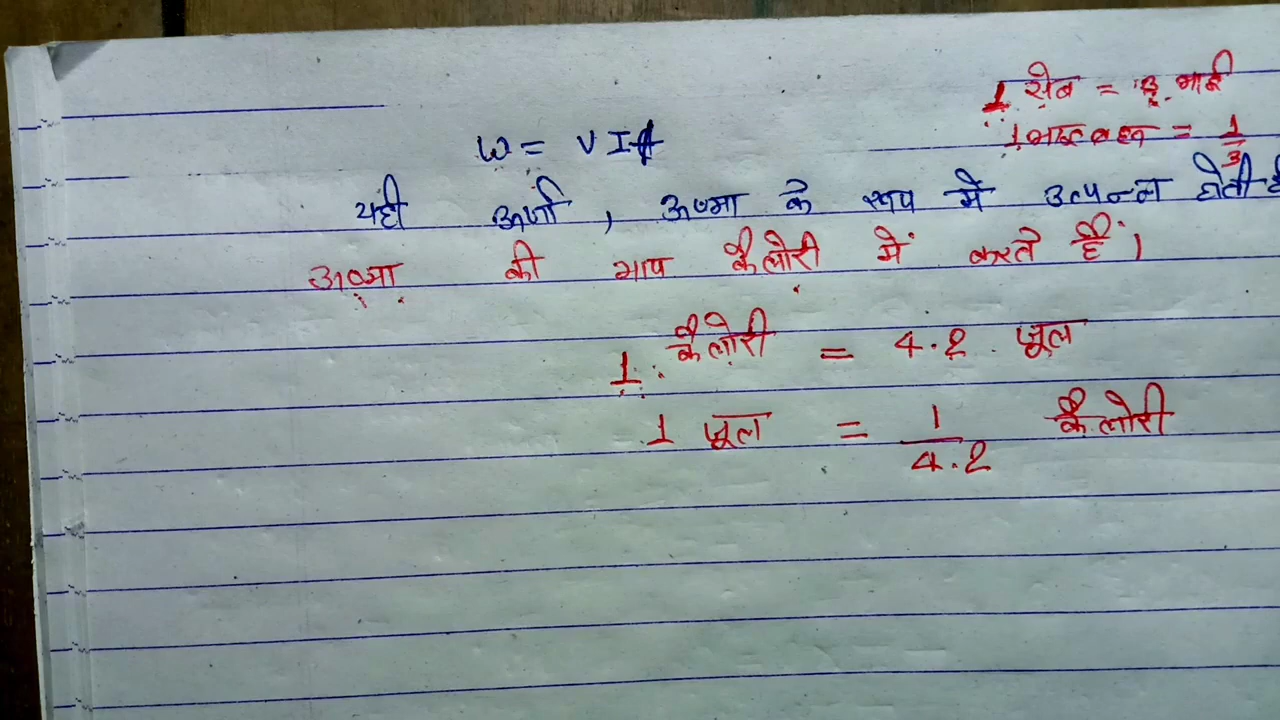 1 सेब = 3 भाई
1 = 1/3
W = VIt
यही ऊर्जा , ऊष्मा के रूप में उत्पन्न होती है
ऊष्मा की माप कैलोरी में करते हैं।
1 कैलोरी = 4.2 जूल
1 जूल = 1/4.2 कैलोरी